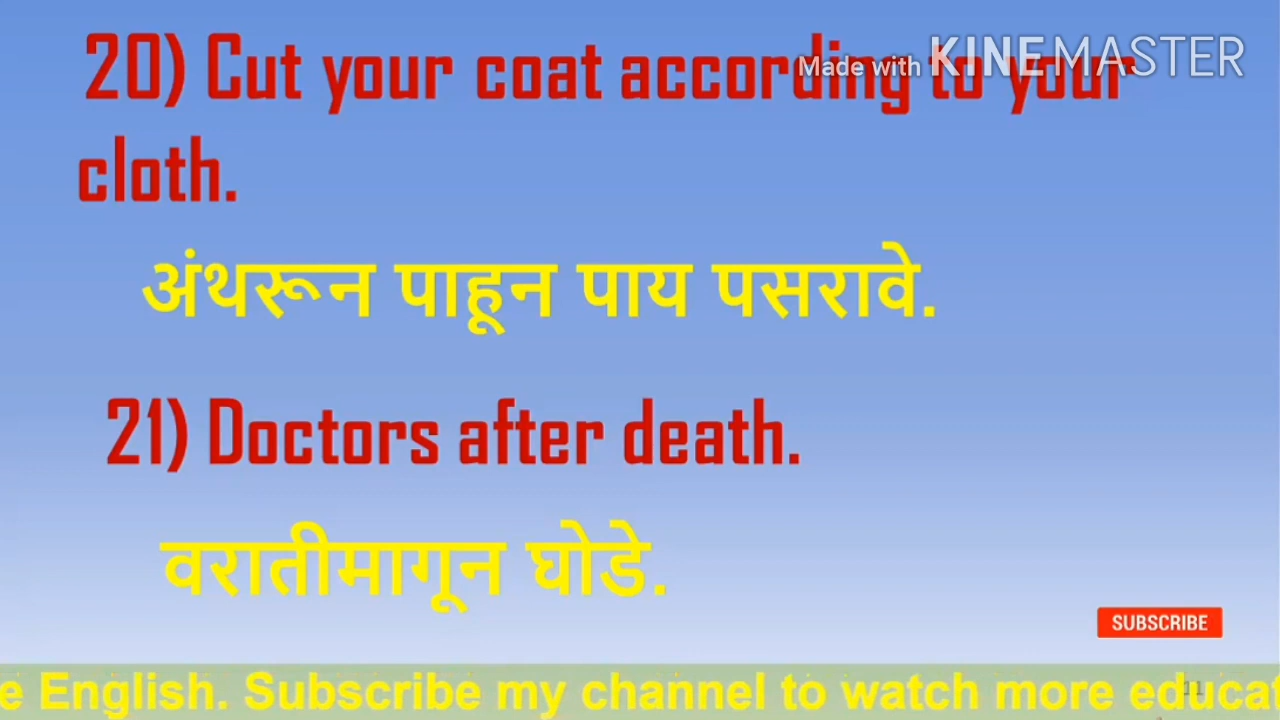 20) Cut your coat according to your
Made with KINEMASTER
cloth.
अंथरून पाहून पाय पसरावे.
21) Doctors after death.
वरातीमागून घोडे.
SUBSCRIBE
e English. Subscribe my channel to watch more educat
11